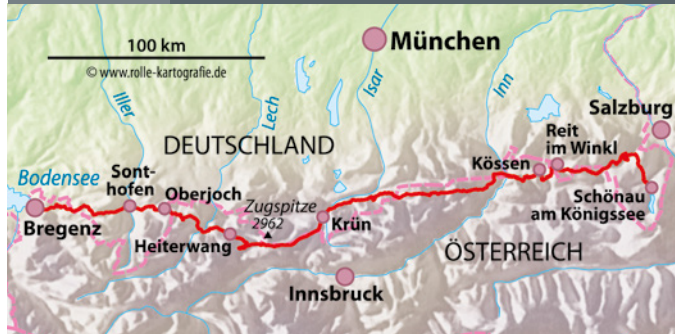 100 km
© www.rolle-kartografie.de
München
Iller
Lech
Isar
Inn
Salzburg
DEUTSCHLAND
Reit
im Winkl
Kössen
Bodensee
Sont-
hofen
Oberjoch
Zugspitze
2962
Schönau
am Königssee
Bregenz
Krün
Heiterwang
ÖSTERREICH
Innsbruck